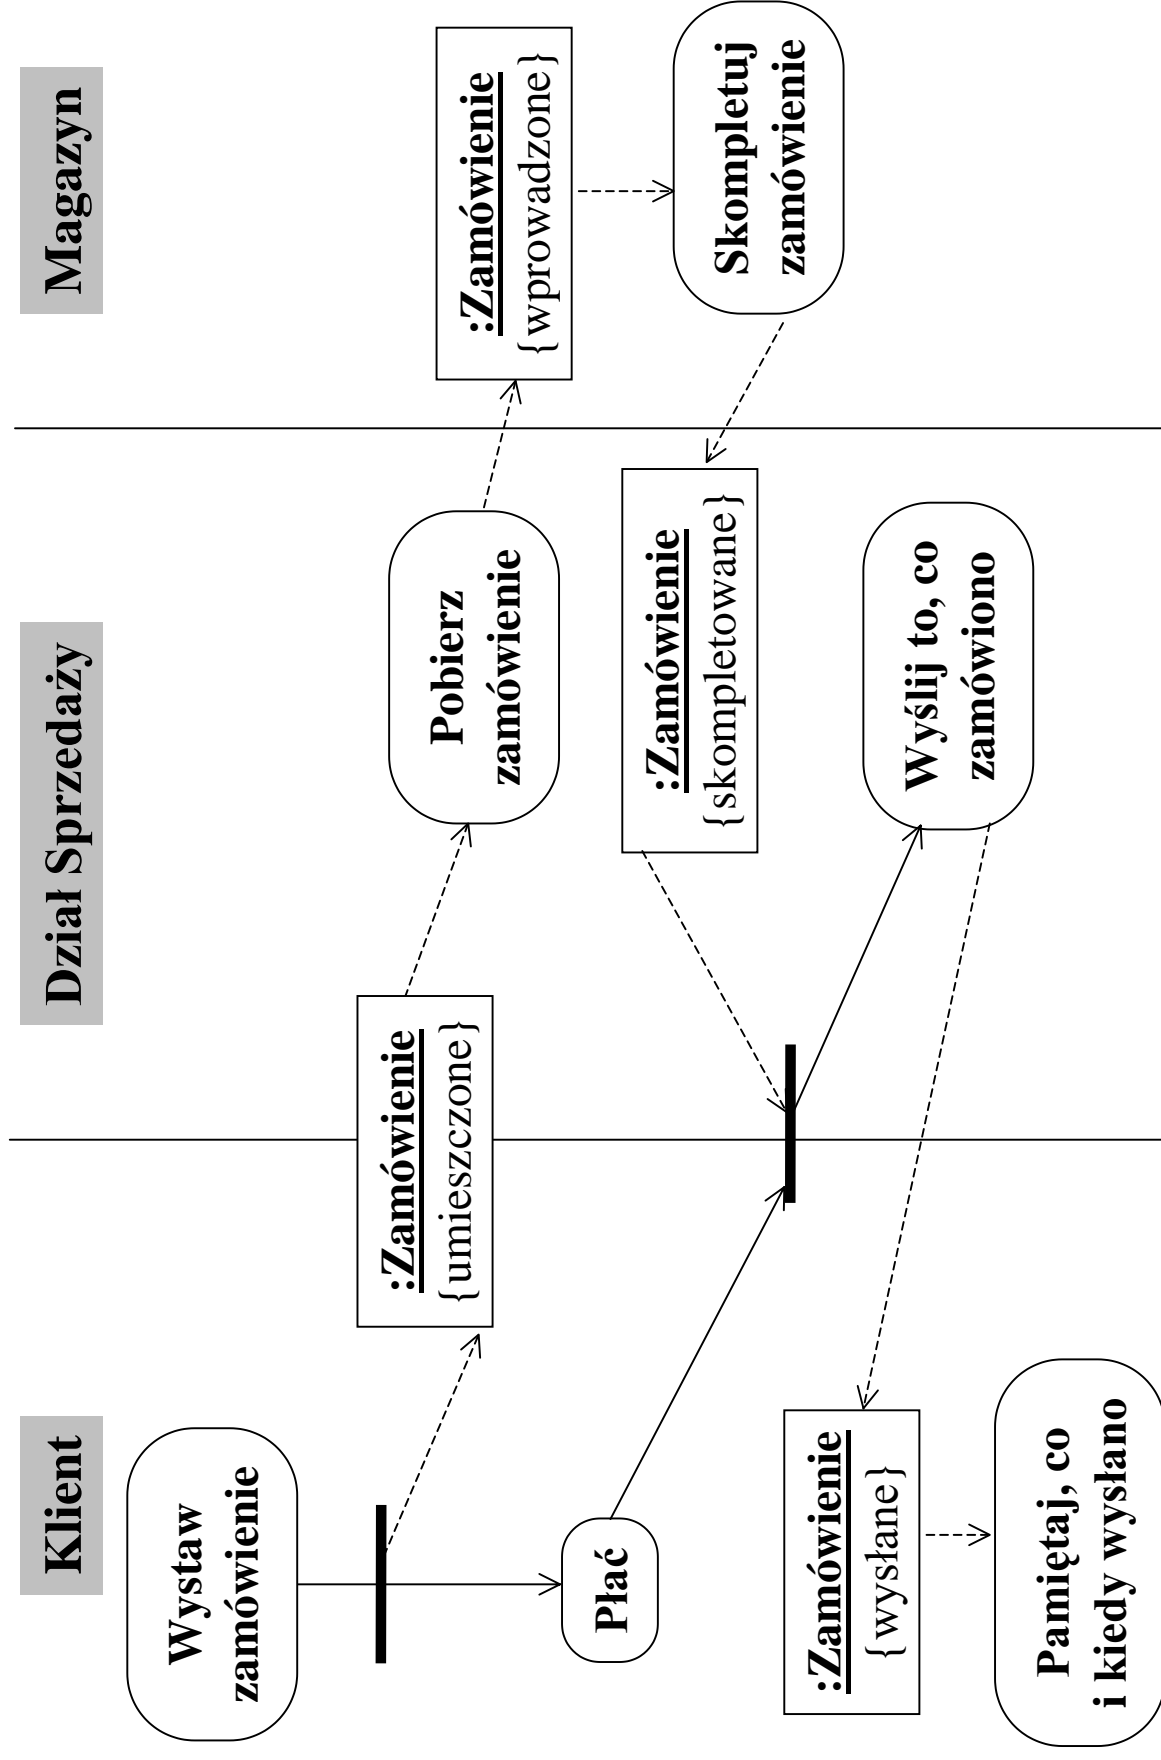 Klient
Dział Sprzedaży
Magazyn
Wystaw
zamówienie
:Zamówienie
{umieszczone}
Pobierz
zamówienie
:Zamówienie
{wprowadzone}
Skompletuj
zamówienie
:Zamówienie
{skompletowane}
Płać
Wyślij to, co
zamówiono
:Zamówienie
{wysłane}
Pamiętaj, co
i kiedy wysłano